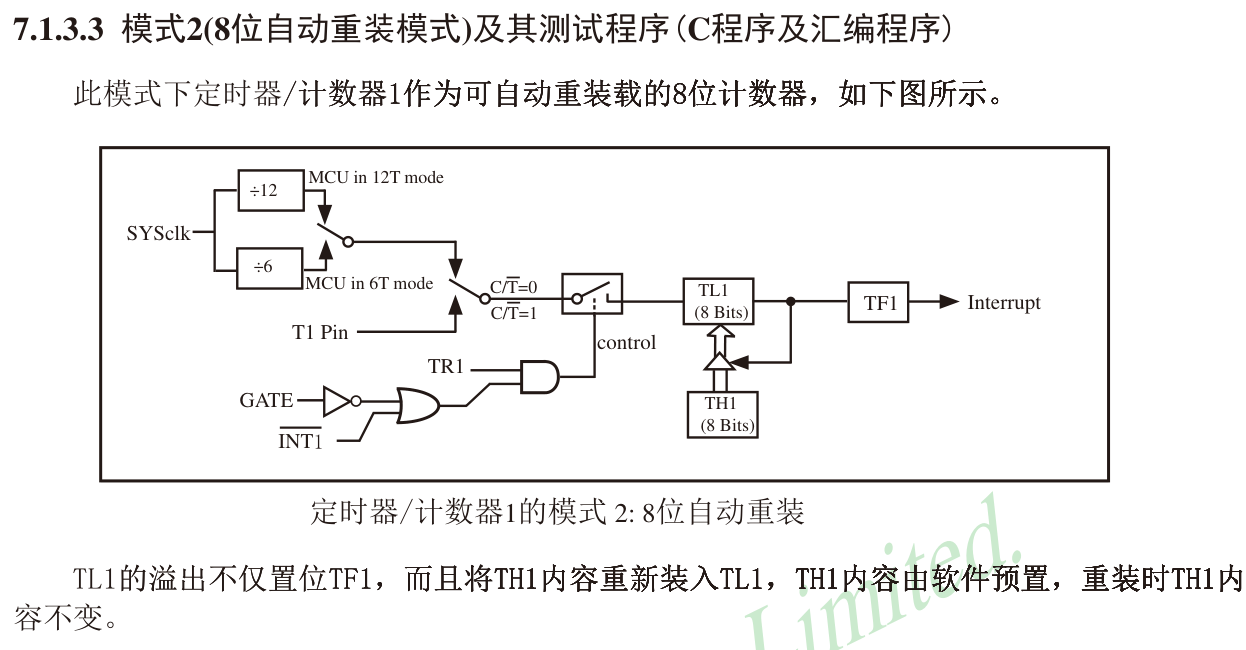 7.1.3.3 模式2(8位自动重装模式)及其测试程序(C程序及汇编程序)
此模式下定时器/计数器1作为可自动重装载的8位计数器，如下图所示。
÷12
MCU in 12T mode
SYSclk
÷6
MCU in 6T mode
C/T̅=0
C/T̅=1
T1 Pin
TL1
(8 Bits)
TF1
Interrupt
control
TR1
GATE
I̅N̅T̅1̅
TH1
(8 Bits)
定时器/计数器1的模式 2: 8位自动重装
TL1的溢出不仅置位TF1，而且将TH1内容重新装入TL1，TH1内容由软件预置，重装时TH1内
容不变。
Limited.